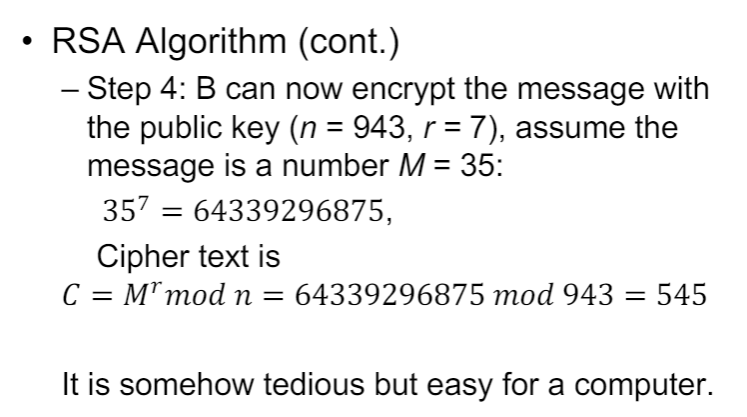 • RSA Algorithm (cont.)
– Step 4: B can now encrypt the message with
the public key (n = 943, r = 7), assume the
message is a number M = 35:
35⁷ = 64339296875,
Cipher text is
C = Mʳ mod n = 64339296875 mod 943 = 545
It is somehow tedious but easy for a computer.